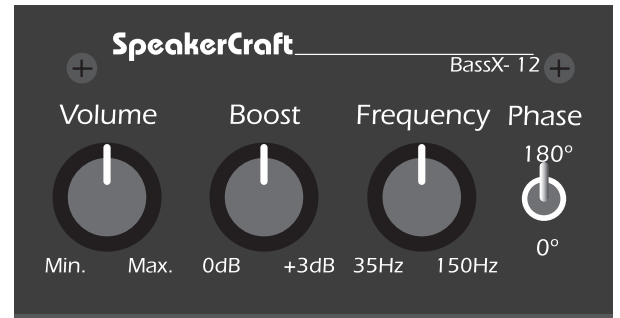 SpeakerCraft
BassX- 12
Volume Boost Frequency Phase
180°
Min. Max. 0dB +3dB 35Hz 150Hz
0°